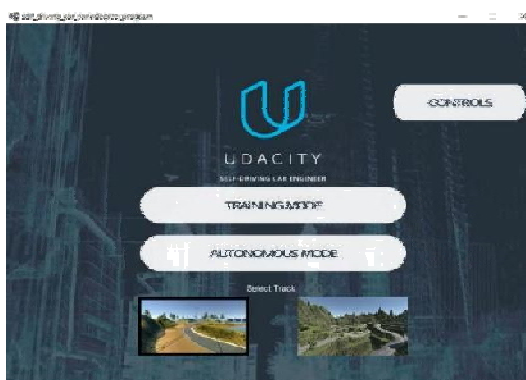 CONTROLS
UDACITY
SELF-DRIVING CAR ENGINEER
TRAINING MODE
AUTONOMOUS MODE
Select Track